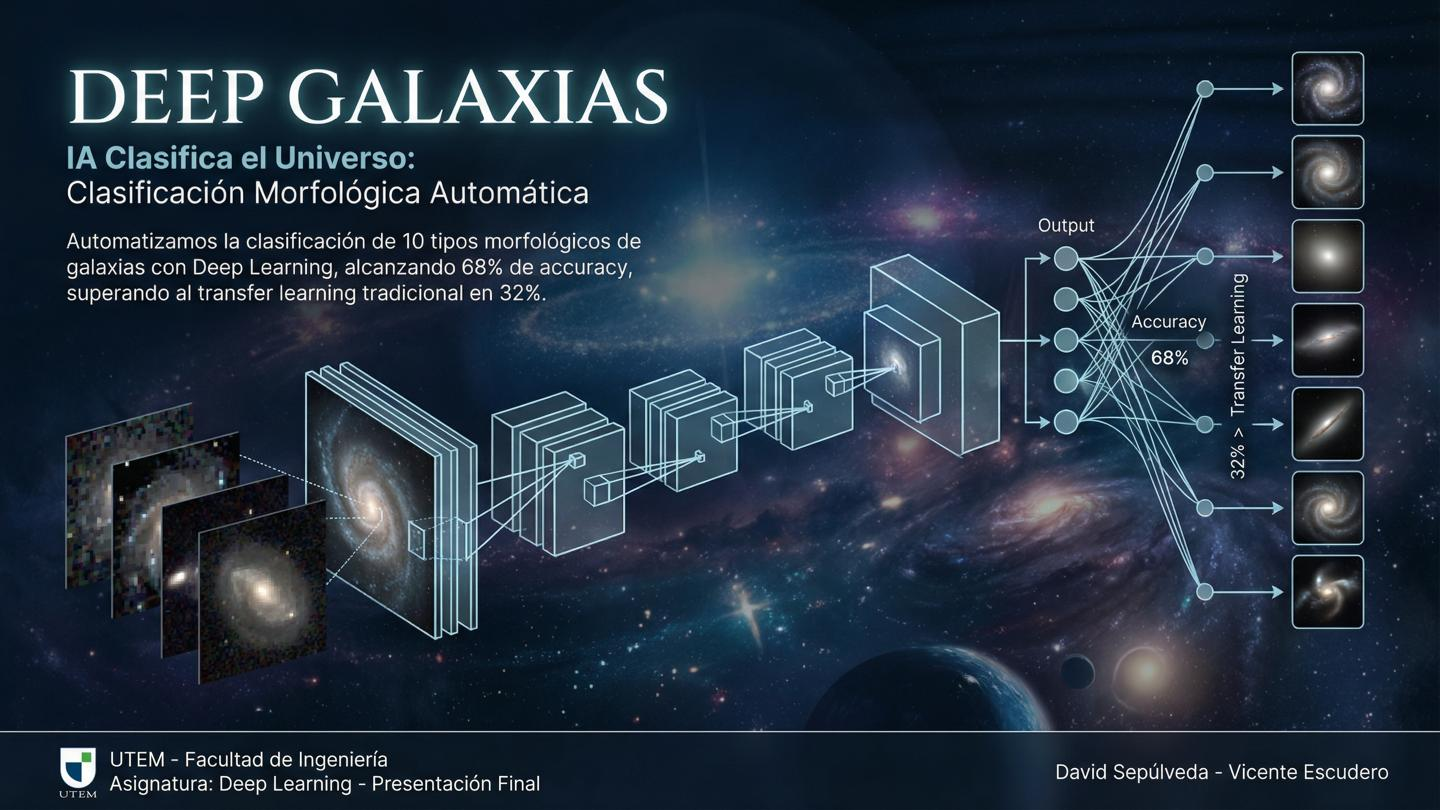 DEEP GALAXIAS
IA Clasifica el Universo:
Clasificación Morfológica Automática
Automatizamos la clasificación de 10 tipos morfológicos de
galaxias con Deep Learning, alcanzando 68% de accuracy,
superando al transfer learning tradicional en 32%.
Output
Accuracy
68%
32% > Transfer Learning
UTEM
UTEM - Facultad de Ingeniería
Asignatura: Deep Learning - Presentación Final
David Sepúlveda - Vicente Escudero